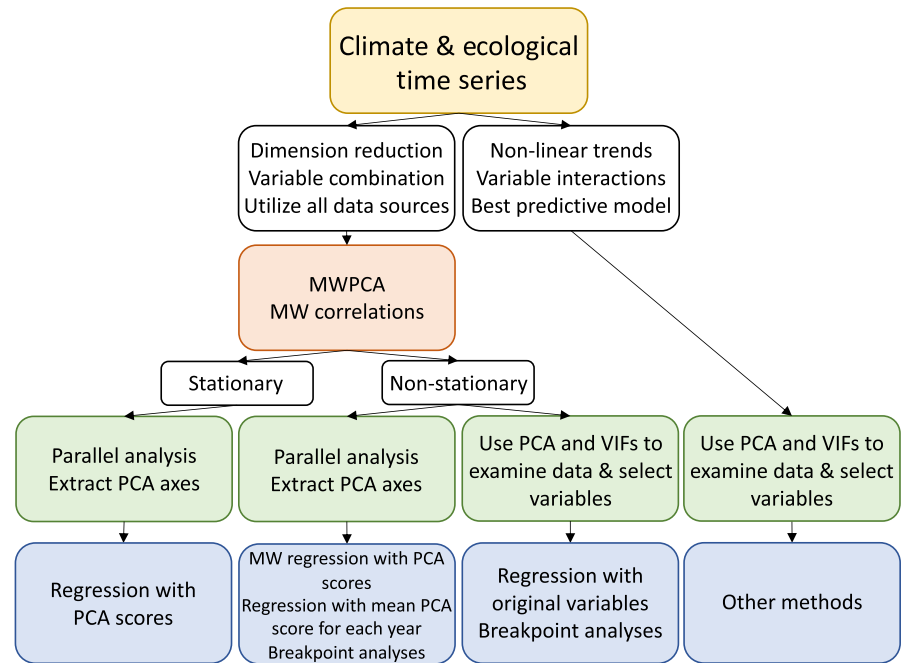 Climate & ecological
time series
Dimension reduction
Variable combination
Utilize all data sources
Non-linear trends
Variable interactions
Best predictive model
MWPCA
MW correlations
Stationary
Non-stationary
Parallel analysis
Extract PCA axes
Parallel analysis
Extract PCA axes
Use PCA and VIFs to
examine data & select
variables
Use PCA and VIFs to
examine data & select
variables
Regression with
PCA scores
MW regression with PCA
scores
Regression with mean PCA
score for each year
Breakpoint analyses
Regression with
original variables
Breakpoint analyses
Other methods